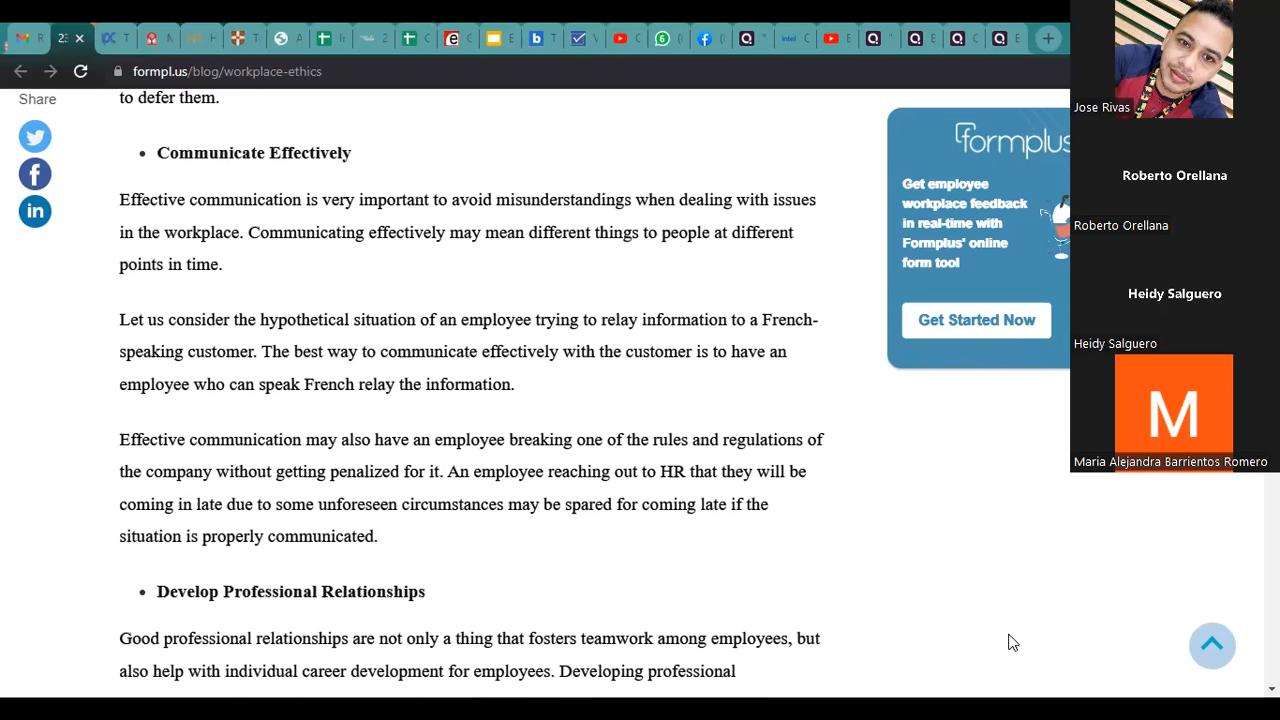 formpl.us/blog/workplace-ethics
Share
to defer them.
Communicate Effectively
Effective communication is very important to avoid misunderstandings when dealing with issues
in the workplace. Communicating effectively may mean different things to people at different
points in time.
Let us consider the hypothetical situation of an employee trying to relay information to a French-
speaking customer. The best way to communicate effectively with the customer is to have an
employee who can speak French relay the information.
Effective communication may also have an employee breaking one of the rules and regulations of
the company without getting penalized for it. An employee reaching out to HR that they will be
coming in late due to some unforeseen circumstances may be spared for coming late if the
situation is properly communicated.
Develop Professional Relationships
Good professional relationships are not only a thing that fosters teamwork among employees, but
also help with individual career development for employees. Developing professional
formplus
Get employee
workplace feedback
in real-time with
Formplus' online
form tool
Get Started Now
Jose Rivas
Roberto Orellana
Roberto Orellana
Heidy Salguero
Heidy Salguero
M
Maria Alejandra Barrientos Romero